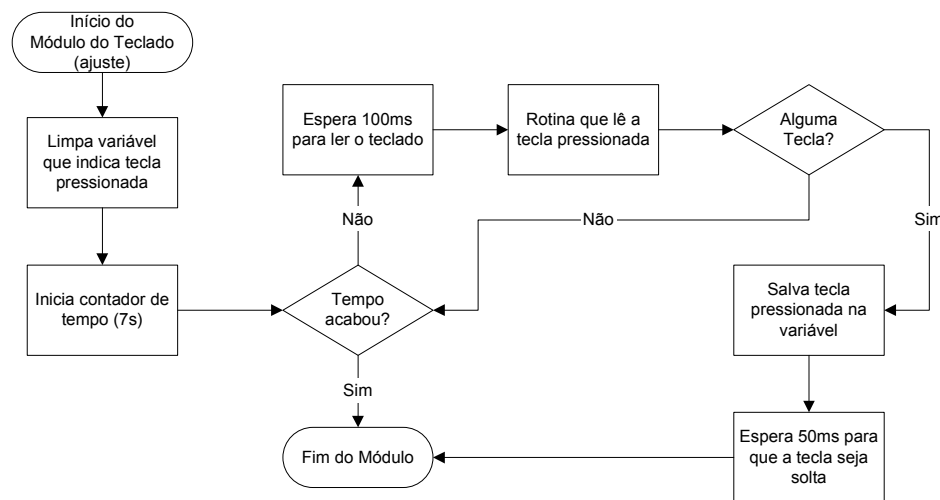 Início do
Módulo do Teclado
(ajuste)
Limpa variável
que indica tecla
pressionada
Inicia contador de
tempo (7s)
Tempo
acabou?
Não
Espera 100ms
para ler o teclado
Rotina que lê a
tecla pressionada
Alguma
Tecla?
Não
Sim
Salva tecla
pressionada na
variável
Espera 50ms para
que a tecla seja
solta
Sim
Fim do Módulo